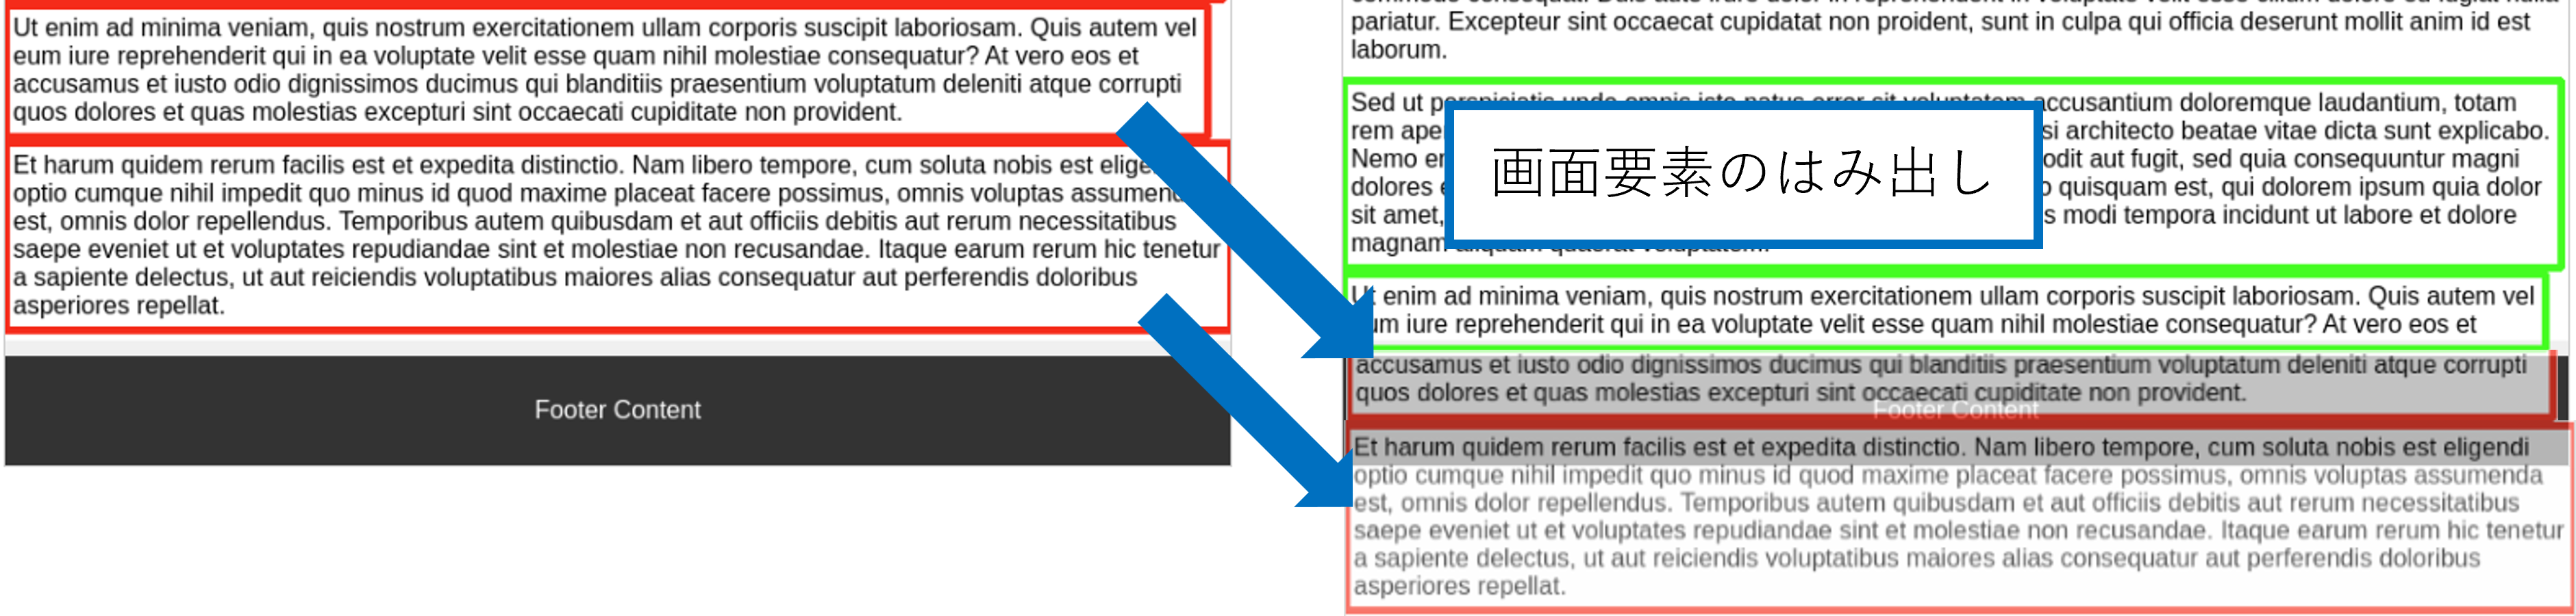 Ut enim ad minima veniam, quis nostrum exercitationem ullam corporis suscipit laboriosam. Quis autem vel
eum iure reprehenderit qui in ea voluptate velit esse quam nihil molestiae consequatur? At vero eos et
accusamus et iusto odio dignissimos ducimus qui blanditiis praesentium voluptatum deleniti atque corrupti
quos dolores et quas molestias excepturi sint occaecati cupiditate non provident.
Et harum quidem rerum facilis est et expedita distinctio. Nam libero tempore, cum soluta nobis est
optio cumque nihil impedit quo minus id quod maxime placeat facere possimus, omnis voluptas
est, omnis dolor repellendus. Temporibus autem quibusdam et aut officiis debitis aut rerum necessitatibus
saepe eveniet ut et voluptates repudiandae sint et molestiae non recusandae. Itaque earum rerum hic tenetur
a sapiente delectus, ut aut reiciendis voluptatibus maiores alias consequatur aut perferendis doloribus
asperiores repellat.
Footer Content
pariatur. Excepteur sint occaecat cupidatat non proident, sunt in culpa qui officia deserunt mollit anim id est
laborum.
Sed ut perspiciatis unde omnis iste natus error sit voluptatem accusantium doloremque laudantium, totam
rem architecto beatae vitae dicta sunt explicabo.
Nemo odit aut fugit, sed quia consequuntur magni
dolores quisquam est, qui dolorem ipsum quia dolor
sit amet, modi tempora incidunt ut labore et dolore
magnam aliquam quaerat voluptatem.
画面要素のはみ出し
Ut enim ad minima veniam, quis nostrum exercitationem ullam corporis suscipit laboriosam. Quis autem vel
iure reprehenderit qui in ea voluptate velit esse quam nihil molestiae consequatur? At vero eos et
accusamus et iusto odio dignissimos ducimus qui blanditiis praesentium voluptatum deleniti atque corrupti
quos dolores et quas molestias excepturi sint occaecati cupiditate non provident.
Footer Content
Et harum quidem rerum facilis est et expedita distinctio. Nam libero tempore, cum soluta nobis est eligendi
optio cumque nihil impedit quo minus id quod maxime placeat facere possimus, omnis voluptas assumenda
est, omnis dolor repellendus. Temporibus autem quibusdam et aut officiis debitis aut rerum necessitatibus
saepe eveniet ut et voluptates repudiandae sint et molestiae non recusandae. Itaque earum rerum hic tenetur
a sapiente delectus, ut aut reiciendis voluptatibus maiores alias consequatur aut perferendis doloribus
asperiores repellat.